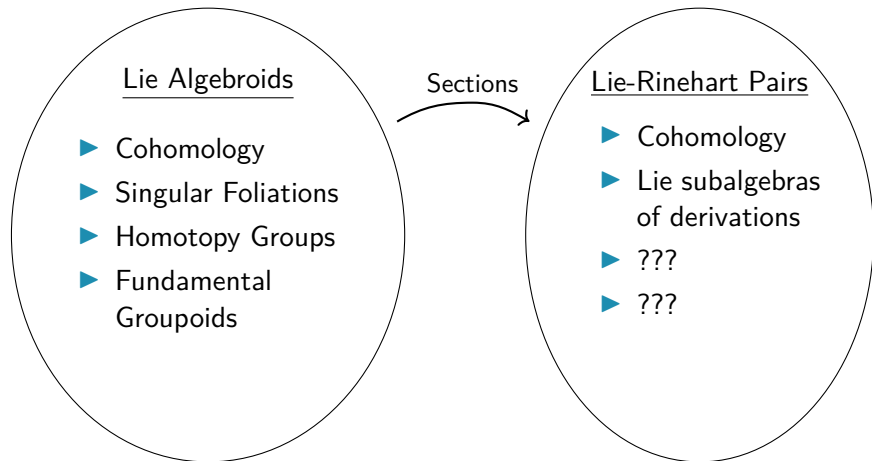 Lie Algebroids
Cohomology
Singular Foliations
Homotopy Groups
Fundamental
Groupoids
Sections
Lie-Rinehart Pairs
Cohomology
Lie subalgebras
of derivations
???
???